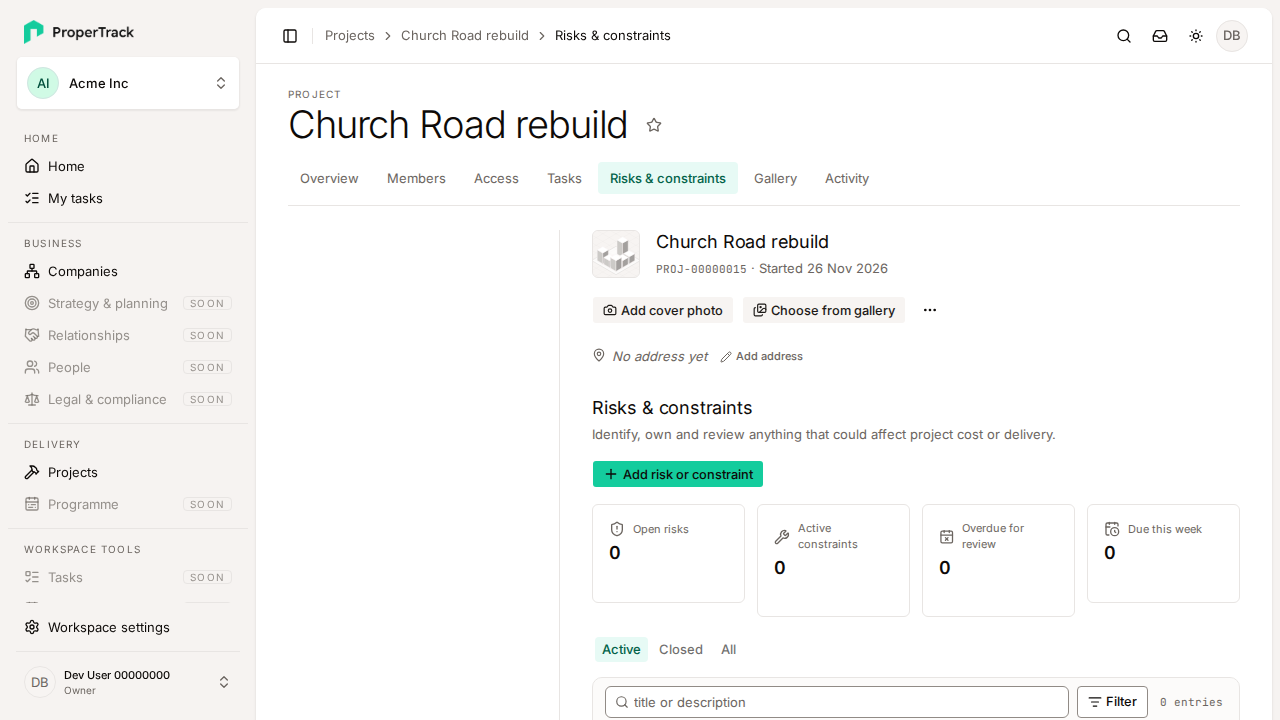 ProperTrack
AI
Acme Inc
HOME
Home
My tasks
BUSINESS
Companies
Strategy & planning SOON
Relationships SOON
People SOON
Legal & compliance SOON
DELIVERY
Projects
Programme SOON
WORKSPACE TOOLS
Tasks SOON
Workspace settings
DB
Dev User 00000000
Owner
Projects > Church Road rebuild > Risks & constraints
DB
PROJECT
Church Road rebuild
Overview Members Access Tasks Risks & constraints Gallery Activity
Church Road rebuild
PROJ-00000015 · Started 26 Nov 2026
Add cover photo Choose from gallery
No address yet Add address
Risks & constraints
Identify, own and review anything that could affect project cost or delivery.
Add risk or constraint
Open risks
0
Active
constraints
0
Overdue for
review
0
Due this week
0
Active Closed All
title or description Filter 0 entries